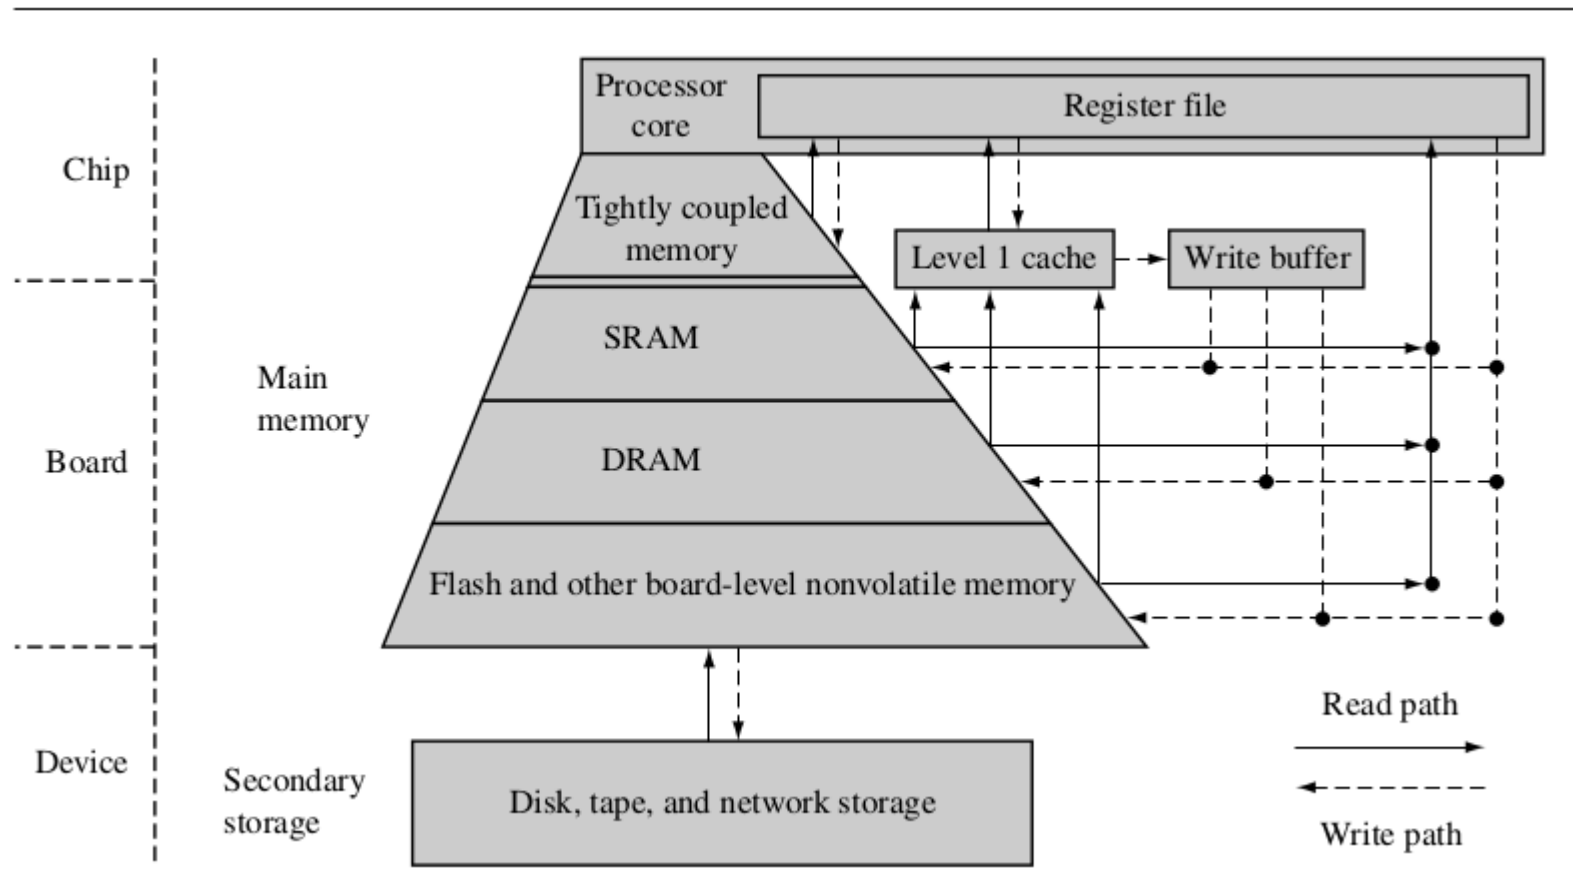 Processor
core
Register file
Chip
Tightly coupled
memory
Level 1 cache
Write buffer
SRAM
Main
memory
Board
DRAM
Flash and other board-level nonvolatile memory
Read path
Device
Secondary
storage
Disk, tape, and network storage
Write path